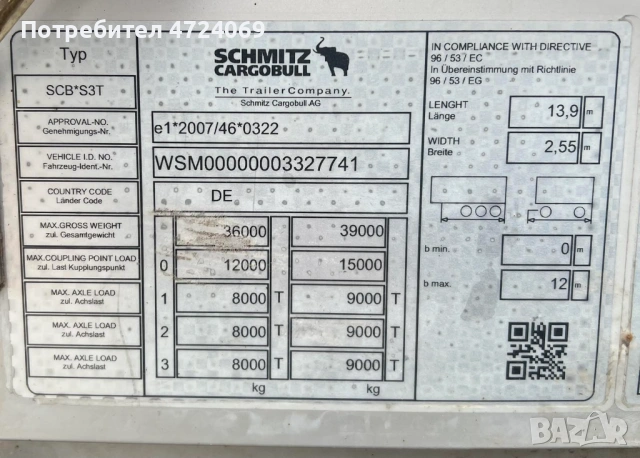 Потребител 4724069
Typ
SCB*S3T
APPROVAL-NO.
Genehmigungs-Nr.
VEHICLE I.D. NO.
Fahrzeug-Ident.-Nr.
COUNTRY CODE
Länder Code
MAX.GROSS WEIGHT
zul. Gesamtgewicht
MAX.COUPLING POINT LOAD
zu. Last Kupplungspunkt
MAX. AXLE LOAD
zul. Achslast
MAX. AXLE LOAD
zul. Achslast
MAX. AXLE LOAD
zul. Achslast
SCHMITZ
CARGOBULL
The TrailerCompany.
Schmitz Cargobull AG
e1*2007/46*0322
WSM00000003327741
DE
36000 39000
0 12000 15000
1 8000 T 9000 T
2 8000 T 9000 T
3 8000 T 9000 T
kg kg
IN COMPLIANCE WITH DIRECTIVE
96 / 53 / EC
In Übereinstimmung mit Richtlinie
96 / 53 / EG
LENGHT
Länge
13,9 m
WIDTH
Breite
2,55 m
b min. 0 m
b max. 12 m
BAZAR